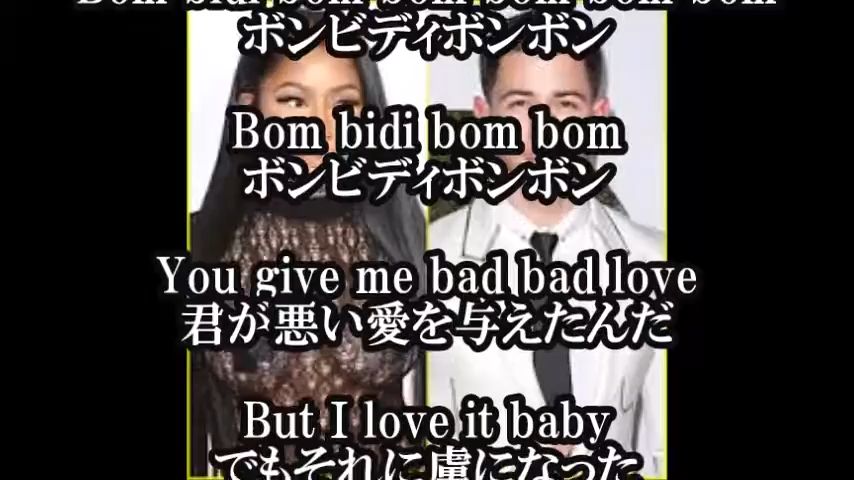 Bom bidi bom bom bom bom bom
ボンビディボンボン
Bom bidi bom bom
ボンビディボンボン
You give me bad bad love
君が悪い愛を与えたんだ
But I love it baby
でもそれに虜になった